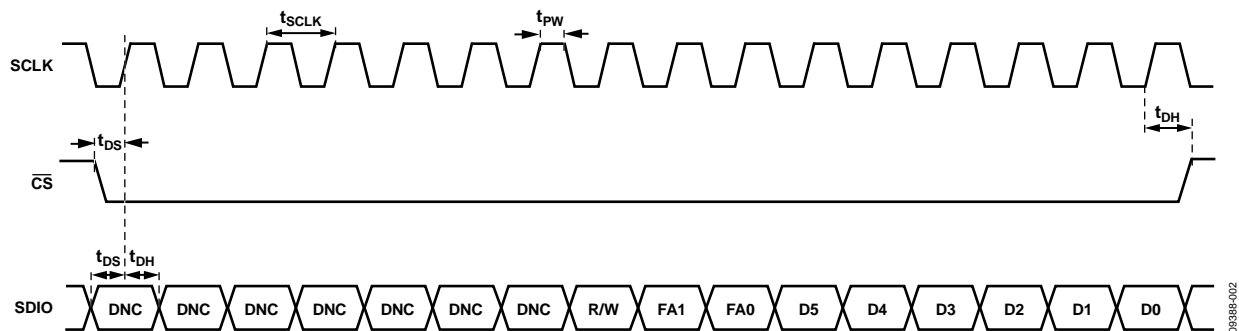 tSCLK
tPW
SCLK
tDH
tDS
CS
tDS tDH
SDIO DNC DNC DNC DNC DNC DNC DNC R/W FA1 FA0 D5 D4 D3 D2 D1 D0
09388-002